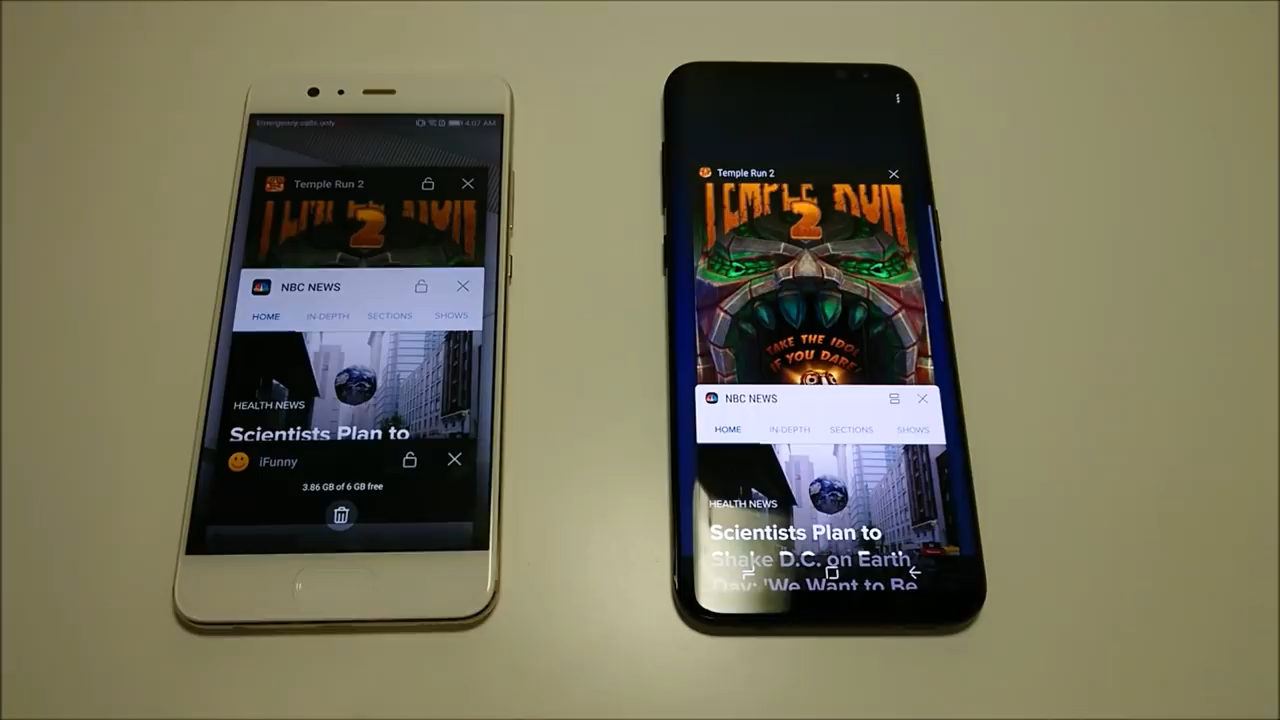 Emergency calls only
4:07 AM
Temple Run 2
TEMPLE RUN
2
NBC NEWS
HOME IN-DEPTH SECTIONS SHOWS
HEALTH NEWS
Scientists Plan to
iFunny
3.86 GB of 6 GB free
Temple Run 2
TEMPLE RUN
2
TAKE THE IDOL
IF YOU DARE!
NBC NEWS
HOME IN-DEPTH SECTIONS SHOWS
HEALTH NEWS
Scientists Plan to
Shake D.C. on Earth
Day: 'We Want to Be